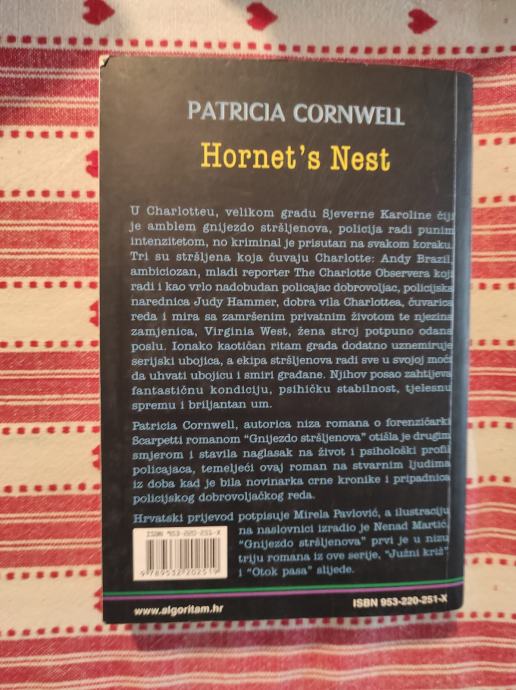 PATRICIA CORNWELL
Hornet's Nest
U Charlotteu, velikom gradu Sjeverne Karoline čiji
je amblem gnijezdo stršljenova, policija radi punim
intenzitetom, no kriminal je prisutan na svakom koraku.
Tri su stršljena koja čuvaju Charlotte: Andy Brazil,
ambiciozan, mladi reporter The Charlotte Observera koji
radi i kao vrlo nadobudan policajac dobrovoljac, policijska
narednica Judy Hammer, dobra vila Charlottea, čuvarica
reda i mira sa zamršenim privatnim životom te njezina
zamjenica, Virginia West, žena stroj potpuno odana
poslu. Ionako kaotičan ritam grada dodatno uznemiruje
serijski ubojica, a ekipa stršljenova radi sve u svojoj moći
da uhvati ubojicu i smiri građane. Njihov posao zahtijeva
fantastičnu kondiciju, psihičku stabilnost, tjelesnu
spremu i briljantan um.
Patricia Cornwell, autorica niza romana o forenzičarki
Scarpetti romanom "Gnijezdo stršljenova" otišla je drugim
smjerom i stavila naglasak na život i psihološki profil
policajaca, temeljeći ovaj roman na stvarnim ljudima
iz doba kad je bila novinarka crne kronike i pripadnica
policijskog dobrovoljačkog reda.
Hrvatski prijevod potpisuje Mirela Pavlović, a ilustraciju
na naslovnici izradio je Nenad Martić.
"Gnijezdo stršljenova" prvi je u nizu
triju romana iz ove serije, "Južni križ"
i "Otok pasa" slijede.
ISBN 953-220-251-X
9789532202519
www.algoritam.hr
ISBN 953-220-251-X